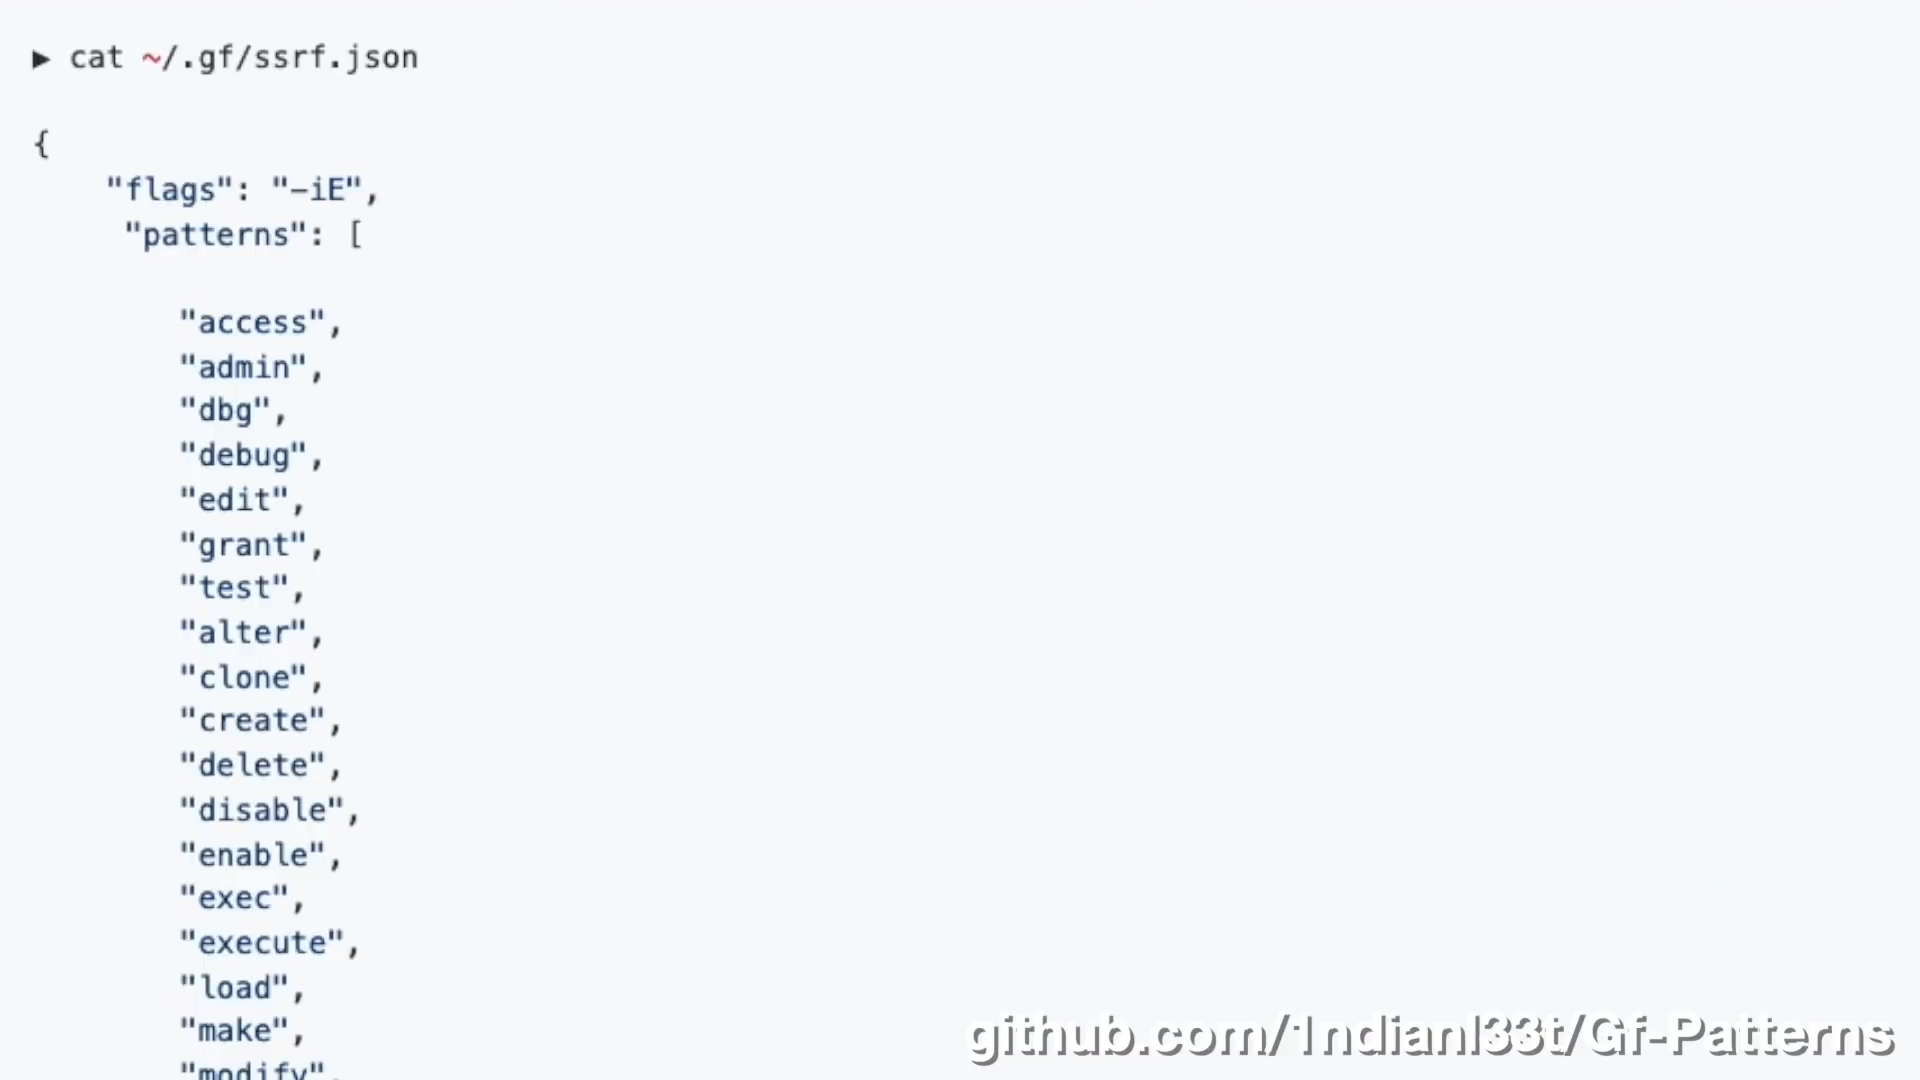 ▶ cat ~/.gf/ssrf.json
{
"flags": "-iE",
"patterns": [
"access",
"admin",
"dbg",
"debug",
"edit",
"grant",
"test",
"alter",
"clone",
"create",
"delete",
"disable",
"enable",
"exec",
"execute",
"load",
"make",
"modify",
github.com/1ndianl33t/Gf-Patterns